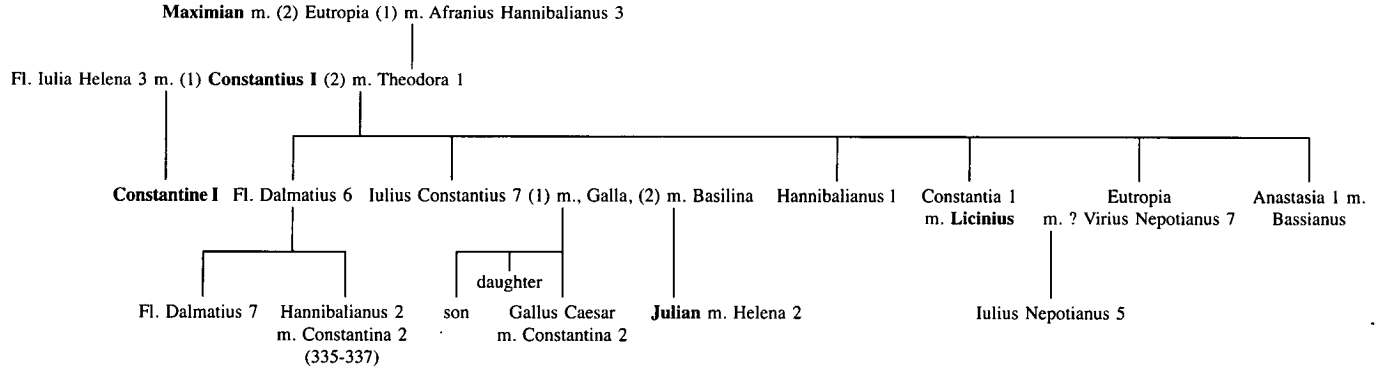 Maximian m. (2) Eutropia (1) m. Afranius Hannibalianus 3
Fl. Iulia Helena 3 m. (1) Constantius I (2) m. Theodora 1
Constantine I Fl. Dalmatius 6 Iulius Constantius 7 (1) m., Galla, (2) m. Basilina Hannibalianus 1 Constantia 1 Eutropia Anastasia 1 m.
m. Licinius m. ? Virius Nepotianus 7 Bassianus
daughter
Fl. Dalmatius 7 Hannibalianus 2 son Gallus Caesar Julian m. Helena 2 Iulius Nepotianus 5
m. Constantina 2 m. Constantina 2
(335-337)